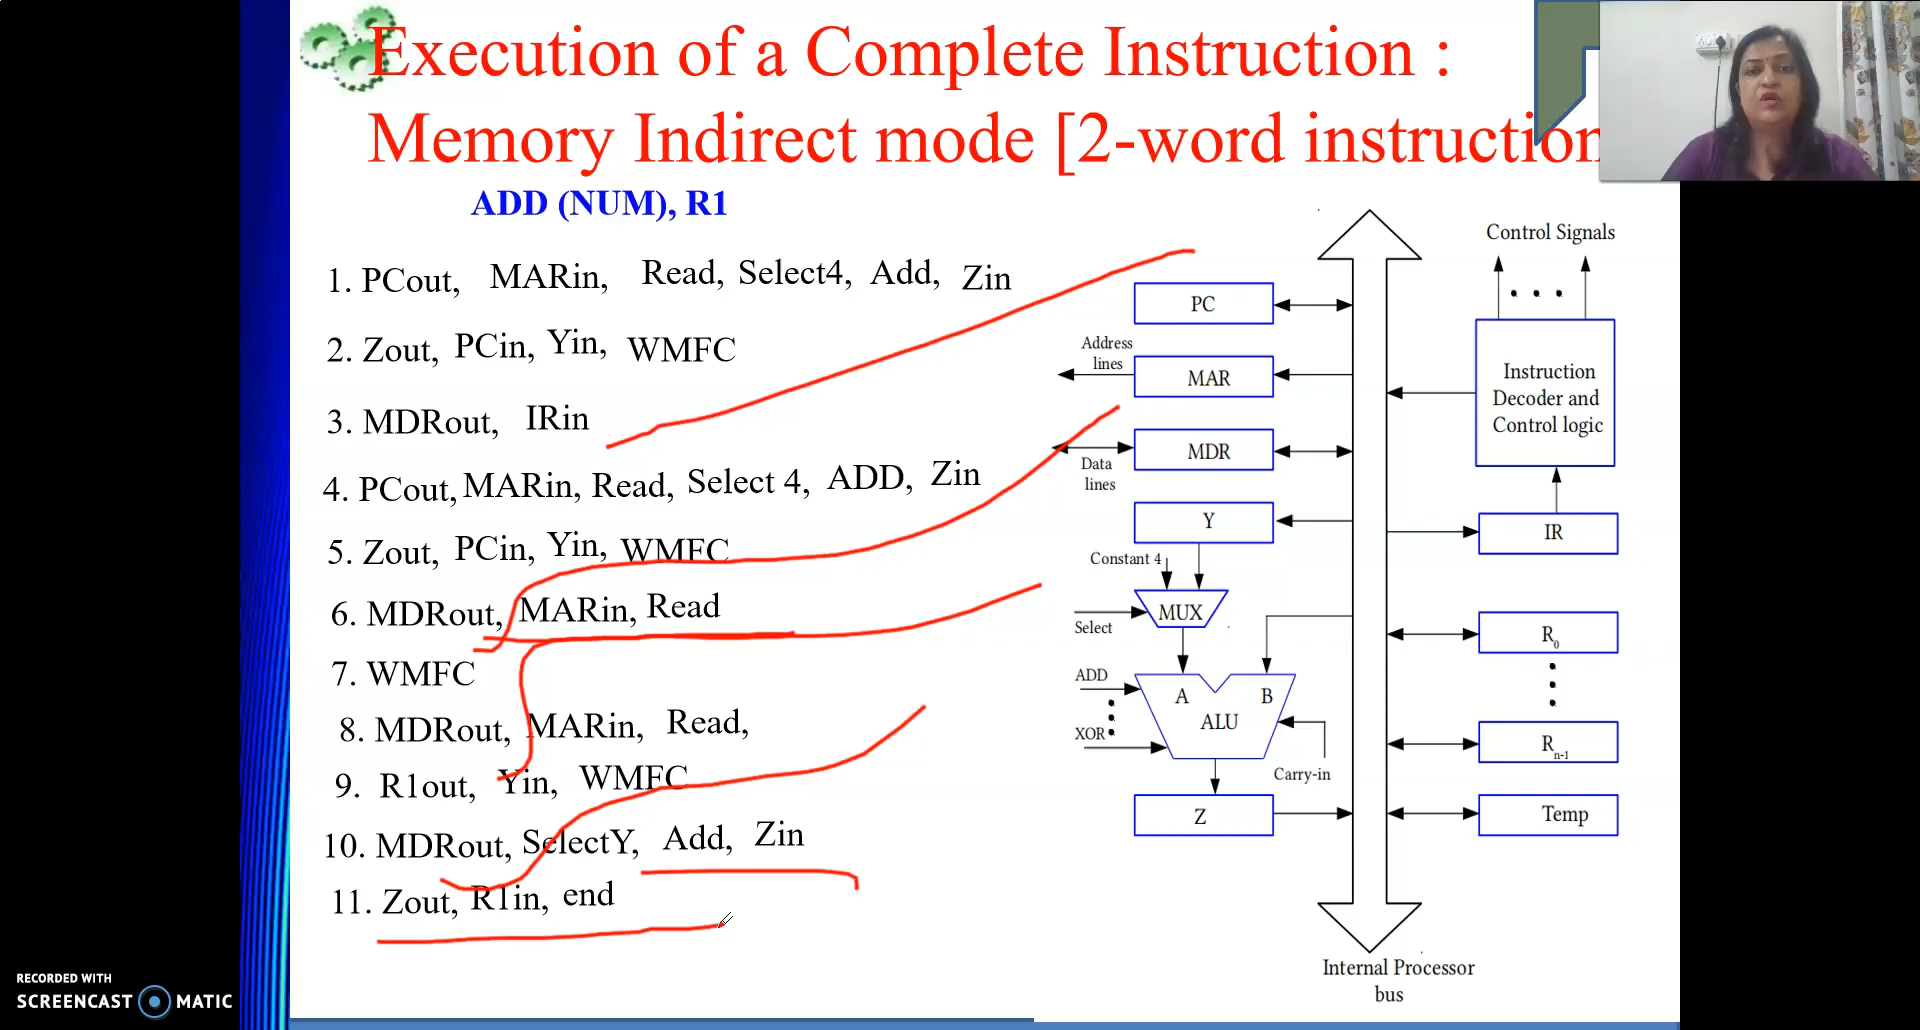 Execution of a Complete Instruction :
Memory Indirect mode [2-word instruction
ADD (NUM), R1
1. PCout, MARin, Read, Select4, Add, Zin
2. Zout, PCin, Yin, WMFC
3. MDRout, IRin
4. PCout, MARin, Read, Select 4, ADD, Zin
5. Zout, PCin, Yin, WMFC
6. MDRout, MARin, Read
7. WMFC
8. MDRout, MARin, Read,
9. R1out, Yin, WMFC
10. MDRout, SelectY, Add, Zin
11. Zout, R1in, end
Control Signals
PC
Address
lines
MAR
Instruction
Decoder and
Control logic
MDR
Data
lines
Y
IR
Constant 4
MUX
Select
R0
ADD
A B
ALU
XOR
Rn-1
Carry-in
Z
Temp
Internal Processor
bus
RECORDED WITH
SCREENCAST MATIC